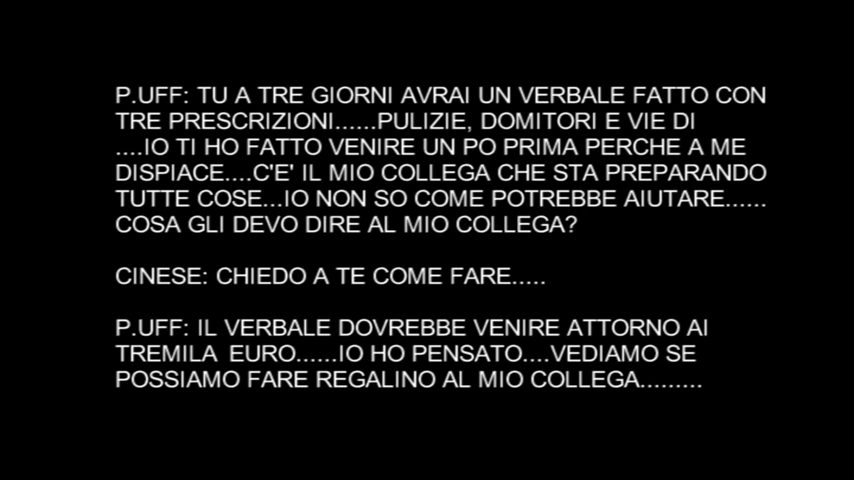 P.UFF: TU A TRE GIORNI AVRAI UN VERBALE FATTO CON
TRE PRESCRIZIONI......PULIZIE, DOMITORI E VIE DI
....IO TI HO FATTO VENIRE UN PO PRIMA PERCHE A ME
DISPIACE....C'E' IL MIO COLLEGA CHE STA PREPARANDO
TUTTE COSE...IO NON SO COME POTREBBE AIUTARE......
COSA GLI DEVO DIRE AL MIO COLLEGA?
CINESE: CHIEDO A TE COME FARE.....
P.UFF: IL VERBALE DOVREBBE VENIRE ATTORNO AI
TREMILA  EURO......IO HO PENSATO....VEDIAMO SE
POSSIAMO FARE REGALINO AL MIO COLLEGA.........